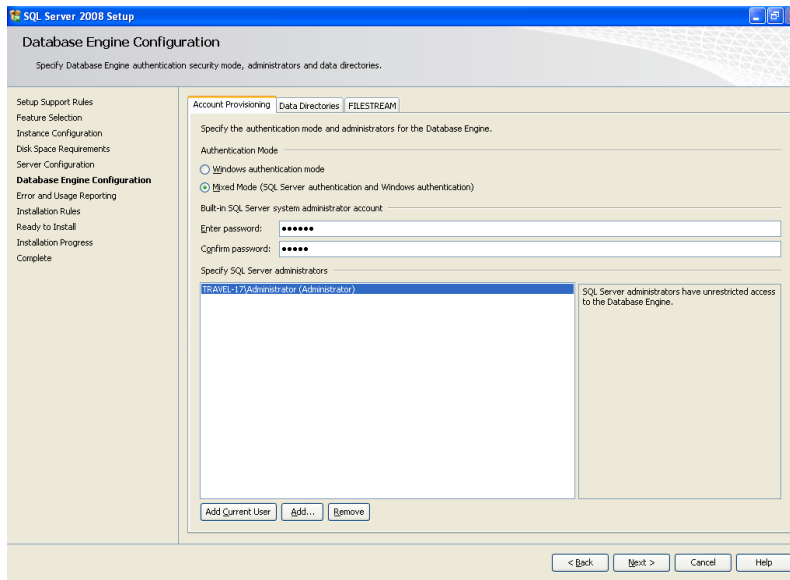 SQL Server 2008 Setup
Database Engine Configuration
Specify Database Engine authentication security mode, administrators and data directories.
Setup Support Rules
Feature Selection
Instance Configuration
Disk Space Requirements
Server Configuration
Database Engine Configuration
Error and Usage Reporting
Installation Rules
Ready to Install
Installation Progress
Complete
Account Provisioning Data Directories FILESTREAM
Specify the authentication mode and administrators for the Database Engine.
Authentication Mode
Windows authentication mode
Mixed Mode (SQL Server authentication and Windows authentication)
Built-in SQL Server system administrator account
Enter password: ●●●●●●
Confirm password: ●●●●●
Specify SQL Server administrators
TRAVEL-17\Administrator (Administrator)
SQL Server administrators have unrestricted access
to the Database Engine.
Add Current User Add... Remove
< Back Next > Cancel Help